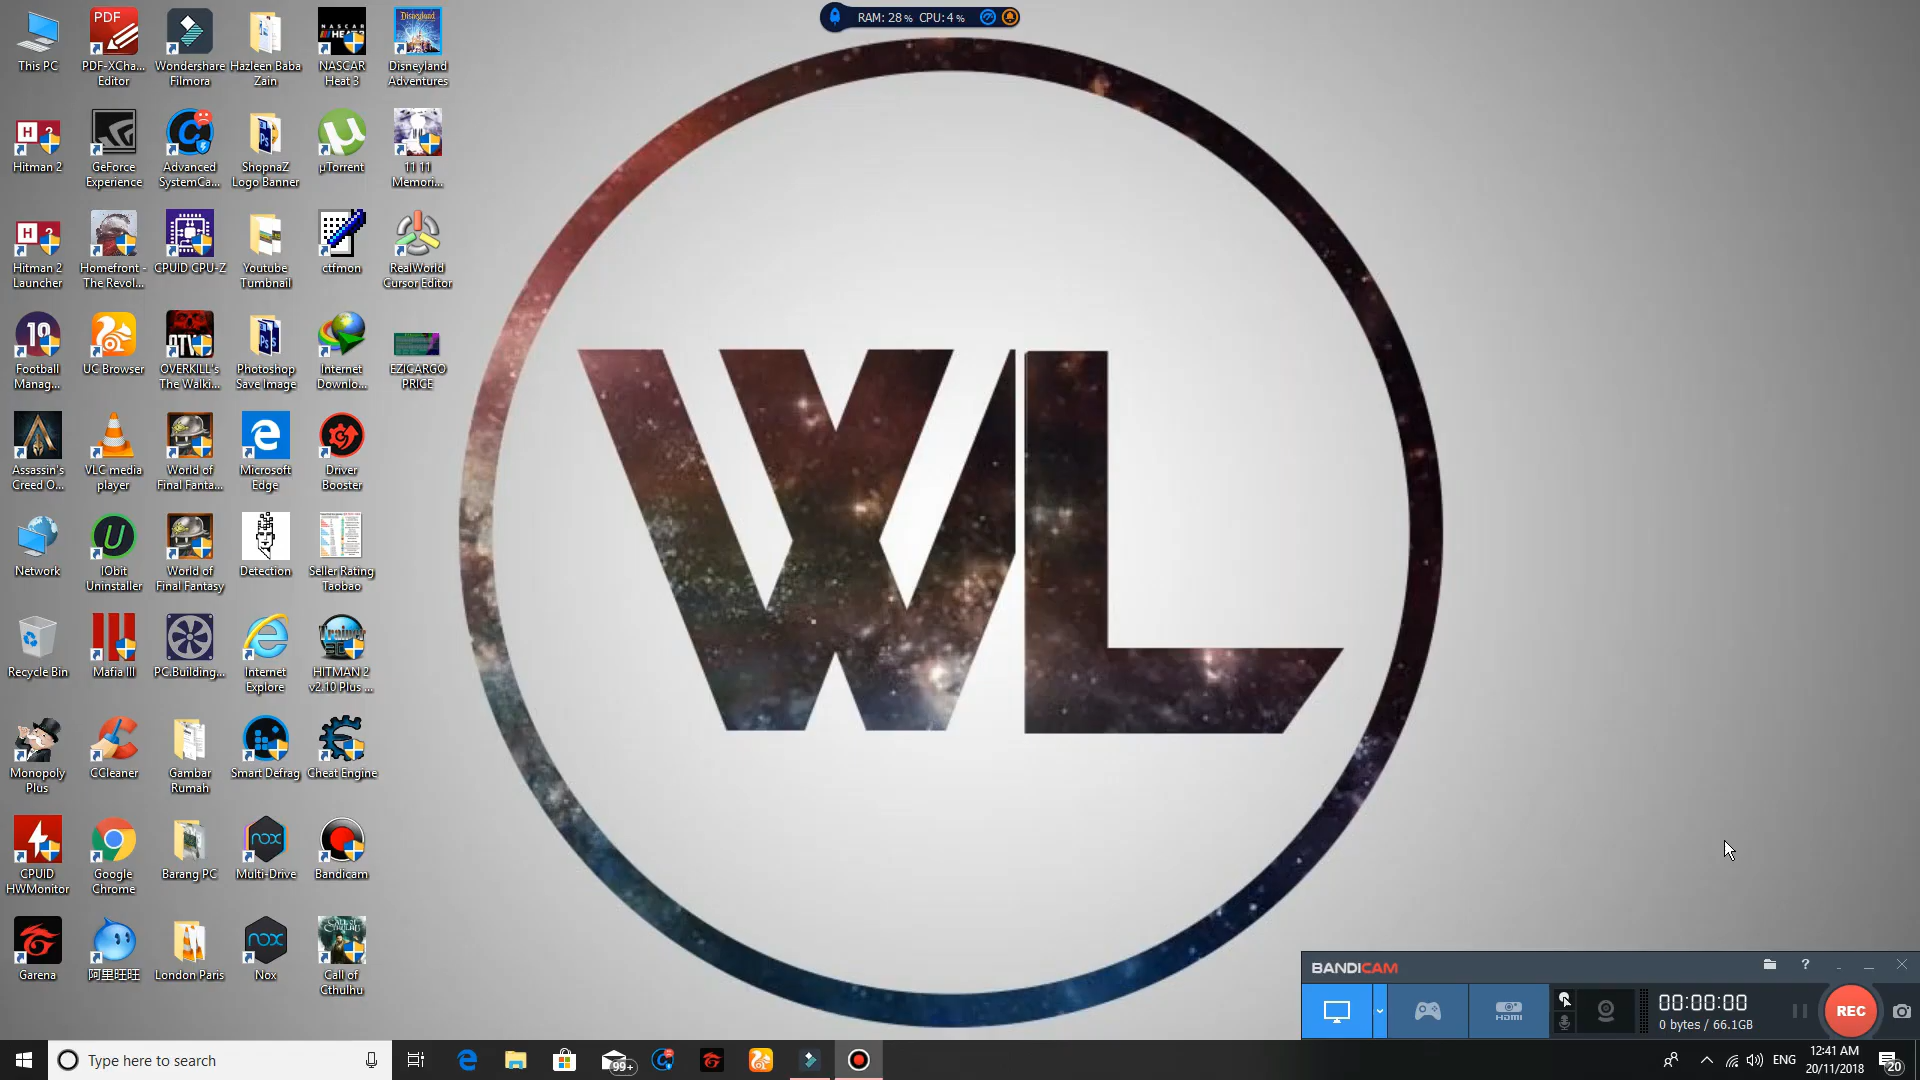 RAM: 28 % CPU: 4 %
This PC
PDF-XCha...
Editor
Wondershare
Filmora
Hazleen Baba
Zain
NASCAR
Heat 3
Disneyland
Adventures
Hitman 2
GeForce
Experience
Advanced
SystemCa...
ShopnaZ
Logo Banner
µTorrent
11 11
Memori...
Hitman 2
Launcher
Homefront -
The Revol...
CPUID CPU-Z
Youtube
Tumbnail
ctfmon
RealWorld
Cursor Editor
Football
Manag...
UC Browser
OVERKILL's
The Walki...
Photoshop
Save Image
Internet
Downlo...
EZICARGO
PRICE
Assassin's
Creed O...
VLC media
player
World of
Final Fanta...
Microsoft
Edge
Driver
Booster
Network
IObit
Uninstaller
World of
Final Fantasy
Detection
Seller Rating
Taobao
Recycle Bin
Mafia III
PC.Building...
Internet
Explore
HITMAN 2
v2.10 Plus ...
Monopoly
Plus
CCleaner
Gambar
Rumah
Smart Defrag
Cheat Engine
CPUID
HWMonitor
Google
Chrome
Barang PC
Multi-Drive
Bandicam
Garena
阿里旺旺
London Paris
Nox
Call of
Cthulhu
WL
BANDICAM
?
HDMI
00:00:00
0 bytes / 66.1GB
REC
Type here to search
99+
ENG
12:41 AM
20/11/2018
20